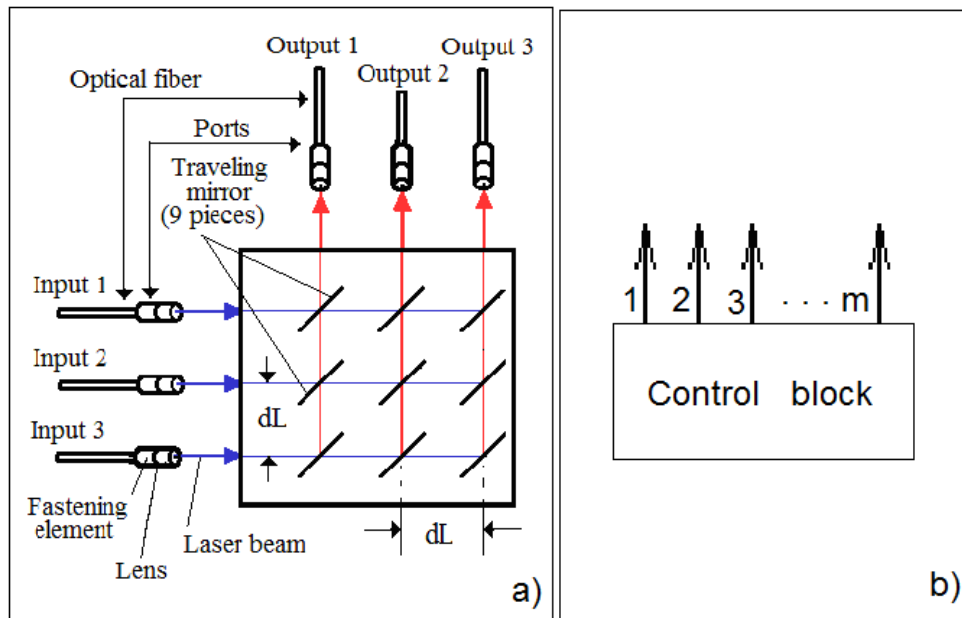 Output 1
Output 3
Output 2
Optical fiber
Ports
Traveling
mirror
(9 pieces)
Input 1
Input 2
dL
Input 3
Fastening
element
Laser beam
Lens
dL
a)
1 2 3 · · · m
Control block
b)